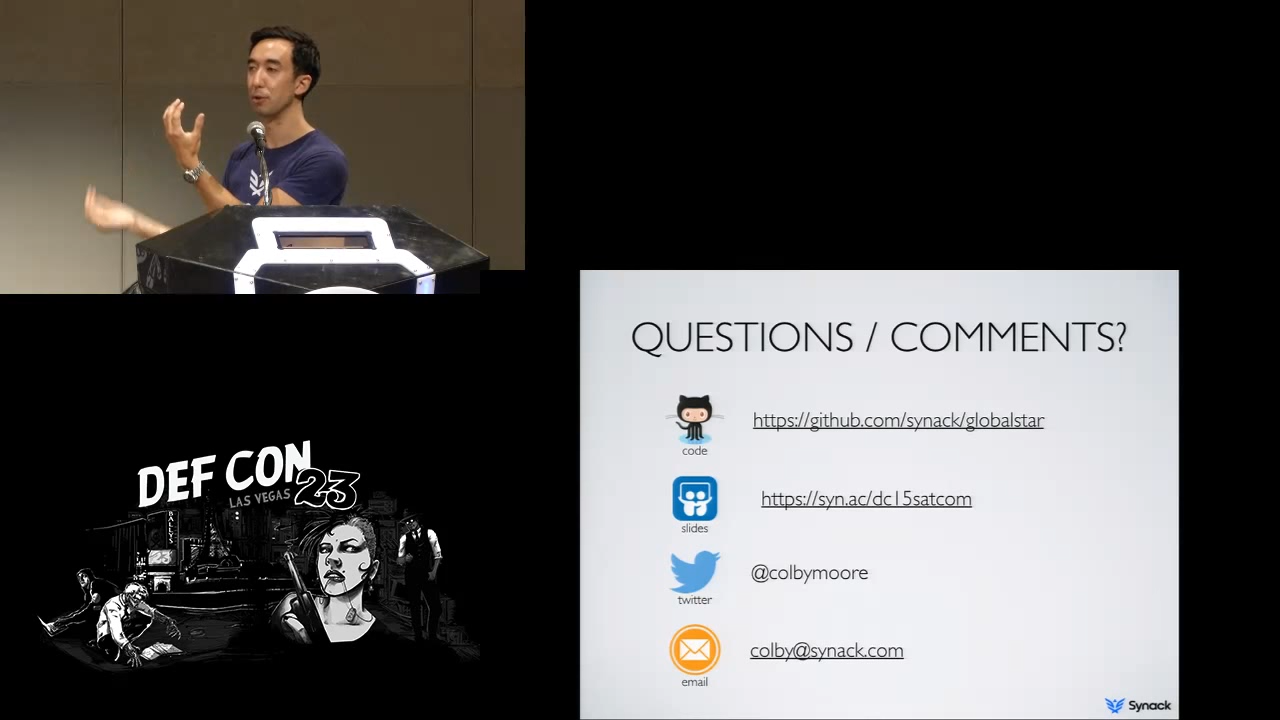 QUESTIONS / COMMENTS?
https://github.com/synack/globalstar
code
https://syn.ac/dc15satcom
slides
@colbymoore
twitter
colby@synack.com
email
Synack
DEF CON
LAS VEGAS 23
BALLYS